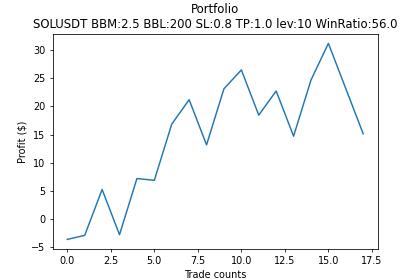 Portfolio
SOLUSDT BBM:2.5 BBL:200 SL:0.8 TP:1.0 lev:10 WinRatio:56.0
30
25
20
15
10
5
0
−5
Profit ($)
0.0 2.5 5.0 7.5 10.0 12.5 15.0 17.5
Trade counts